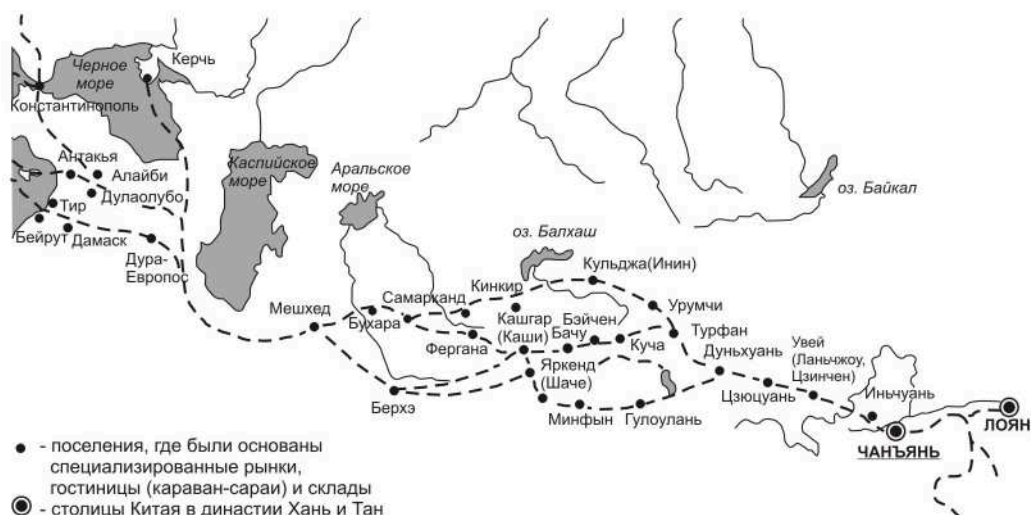 Черное
море
Керчь
Константинополь
Антакья
Алайби
Дулаолубо
Тир
Бейрут
Дамаск
Дура-
Европос
Каспийское
море
Аральское
море
оз. Байкал
оз. Балхаш
Кульджа(Инин)
Кинкир
Самарканд
Мешхед
Бухара
Урумчи
Кашгар
(Каши)
Бэйчен
Бачу
Куча
Турфан
Фергана
Яркенд
(Шаче)
Дуньхуань
Увей
(Ланьчжоу,
Цзинчен)
Цзюцуань
Иньчуань
Берхэ
Минфын
Гулоулань
ЧАНЪЯНЬ
ЛОЯН
- поселения, где были основаны
специализированные рынки,
гостиницы (караван-сараи) и склады
- столицы Китая в династии Хань и Тан